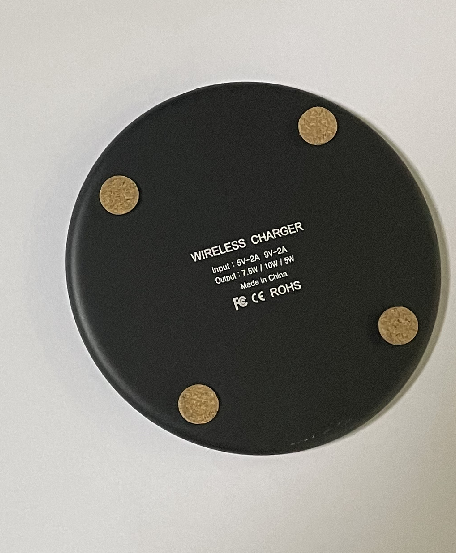 WIRELESS CHARGER
Input : 5V-2A 9V-2A
Output : 7.5W / 10W / 5W
Made in China
FC CE ROHS